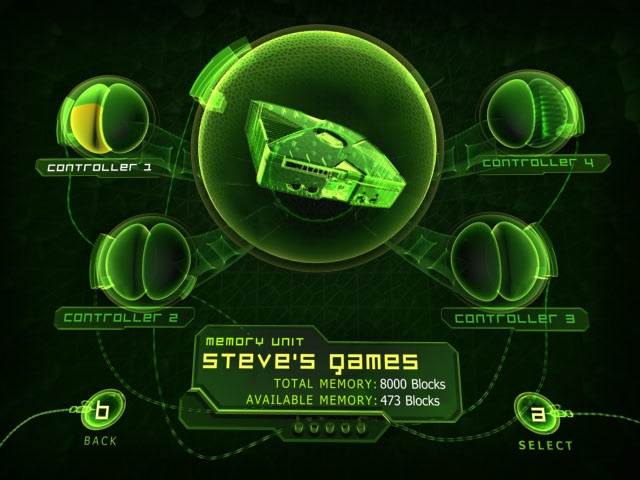 CONTROLLER 1
CONTROLLER 4
CONTROLLER 2
CONTROLLER 3
MEMORY UNIT
STEVE'S GAMES
TOTAL MEMORY: 8000 Blocks
AVAILABLE MEMORY: 473 Blocks
b
BACK
a
SELECT